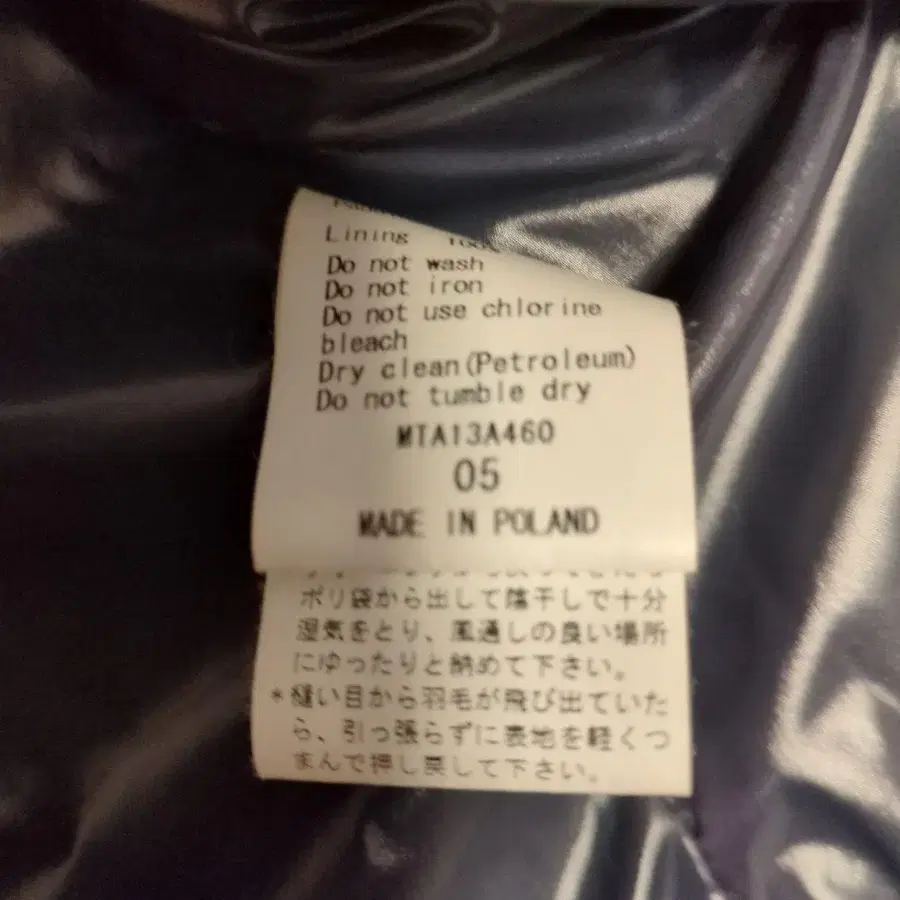 Lining
Do not wash
Do not iron
Do not use chlorine
bleach
Dry clean(Petroleum)
Do not tumble dry
MTA13A460
05
MADE IN POLAND
ポリ袋から出して陰干しで十分
湿気をとり、風通しの良い場所
にゆったりと納めて下さい。
*縫い目から羽毛が飛び出ていた
ら、引っ張らずに表地を軽くつ
まんで押し戻して下さい。